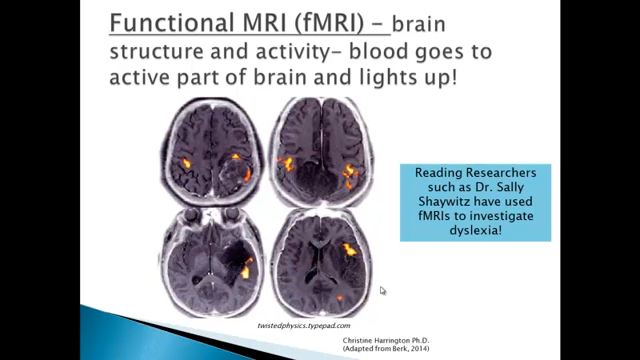 Functional MRI (fMRI) – brain
structure and activity– blood goes to
active part of brain and lights up!
Reading Researchers
such as Dr. Sally
Shaywitz have used
fMRIs to investigate
dyslexia!
twistedphysics.typepad.com
Christine Harrington Ph.D.
(Adapted from Berk, 2014)